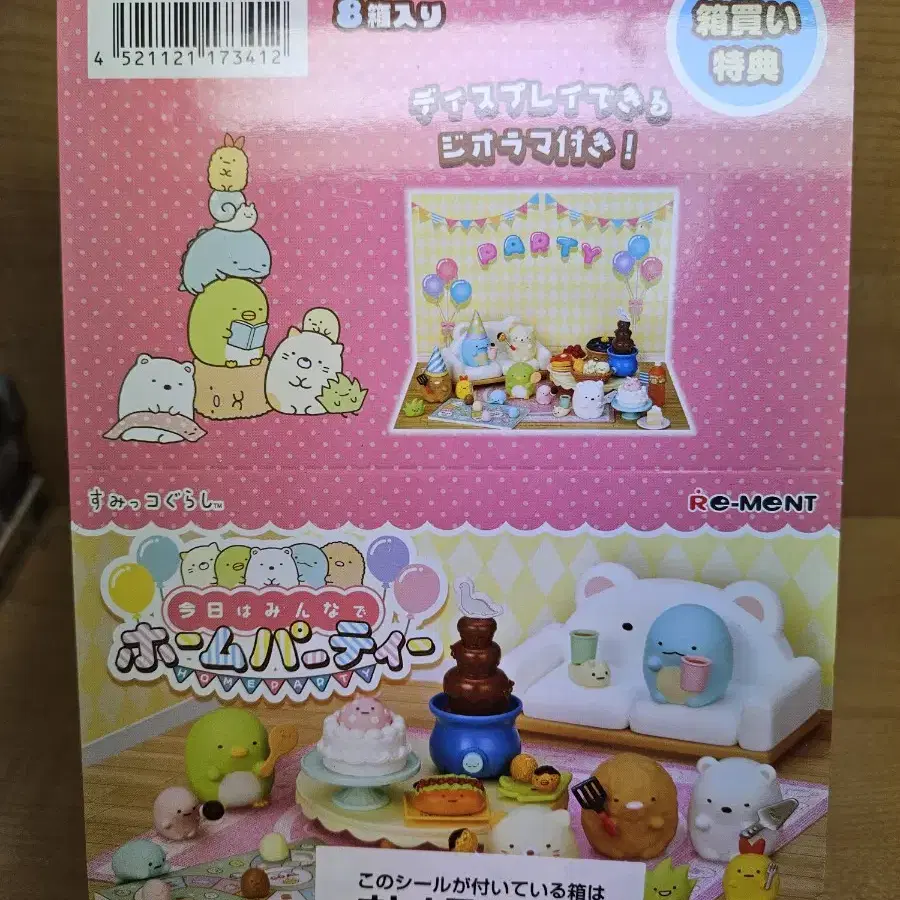 8箱入り
箱買い
特典
4 521121 173412
ディスプレイできる
ジオラマ付き!
PARTY
すみっコぐらし™
Re-MeNT
今日はみんなで
ホームパーティー
HOME PARTY
このシールが付いている箱は